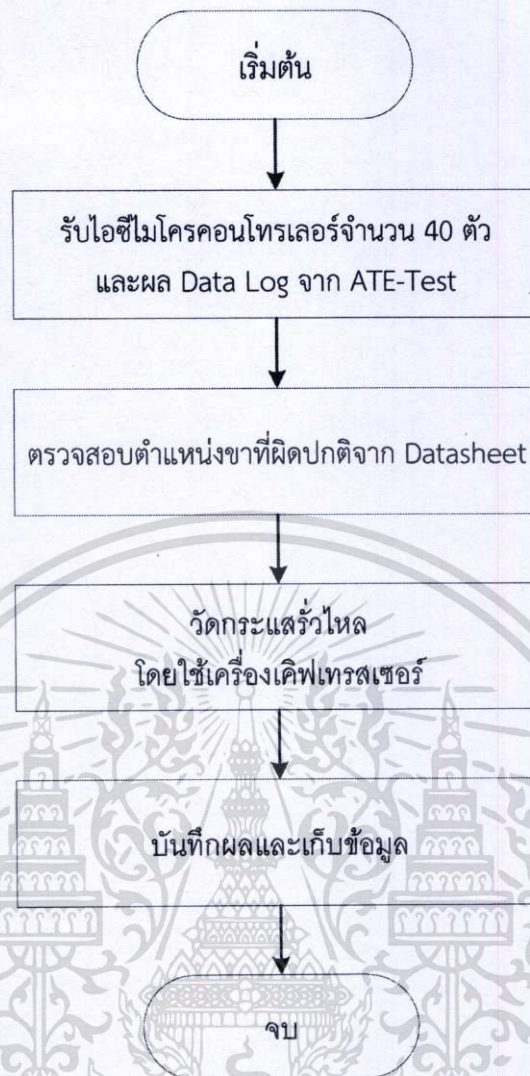 เริ่มต้น
รับไอซีไมโครคอนโทรเลอร์จำนวน 40 ตัว
และผล Data Log จาก ATE-Test
ตรวจสอบตำแหน่งขาที่ผิดปกติจาก Datasheet
วัดกระแสรั่วไหล
โดยใช้เครื่องเคิฟเทรสเซอร์
บันทึกผลและเก็บข้อมูล
จบ